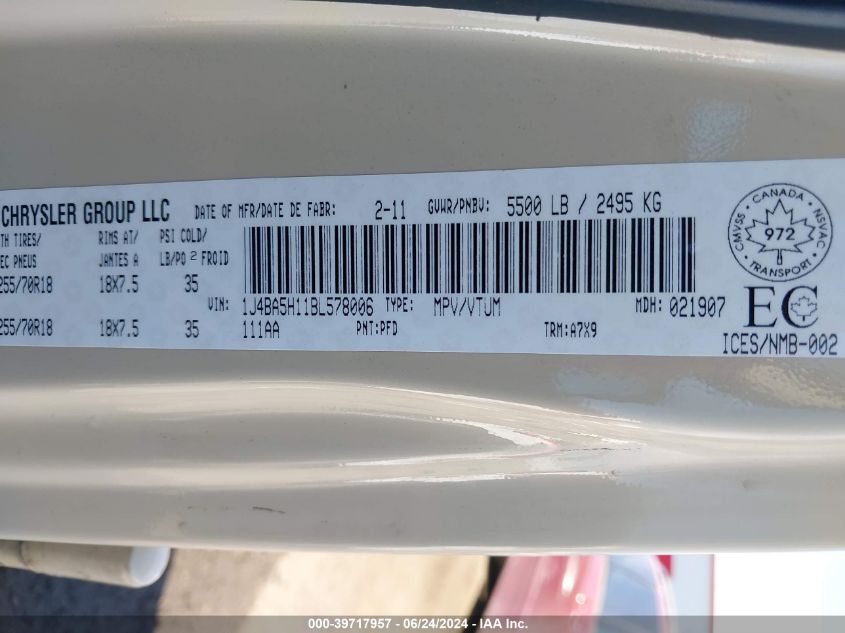 CHRYSLER GROUP LLC DATE OF MFR/DATE DE FABR: 2-11 GVWR/PNBV: 5500 LB / 2495 KG
TH TIRES/ RIMS AT/ PSI COLD/
EC PNEUS JANTES A LB/PO 2 FROID
255/70R18 18X7.5 35
VIN: 1J4BA5H11BL578006 TYPE: MPV/VTUM MDH: 021907
255/70R18 18X7.5 35 111AA PNT:PFD TRM:A7X9
CANADA
CMVSS NSVAC
972
TRANSPORT
EC
ICES/NMB-002
000-39717957 - 06/24/2024 - IAA Inc.